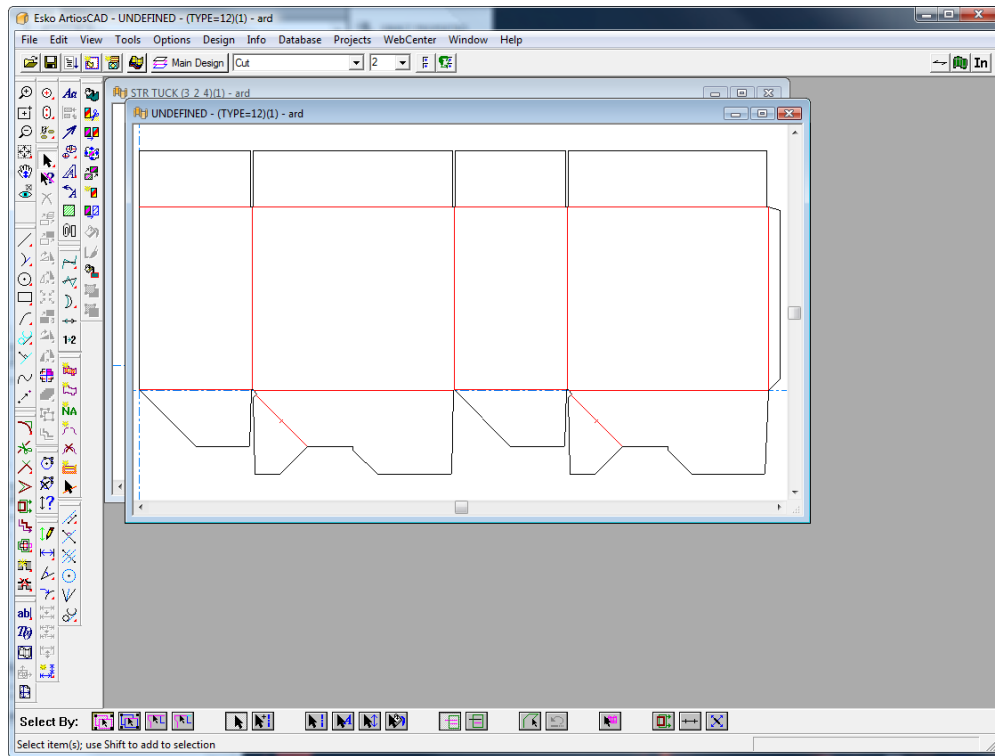 Esko ArtiosCAD - UNDEFINED - (TYPE=12)(1) - ard
File Edit View Tools Options Design Info Database Projects WebCenter Window Help
Main Design Cut 2 In
STR TUCK (3 2 4)(1) - ard
UNDEFINED - (TYPE=12)(1) - ard
1•2
NA
ab
Select By:
Select item(s); use Shift to add to selection